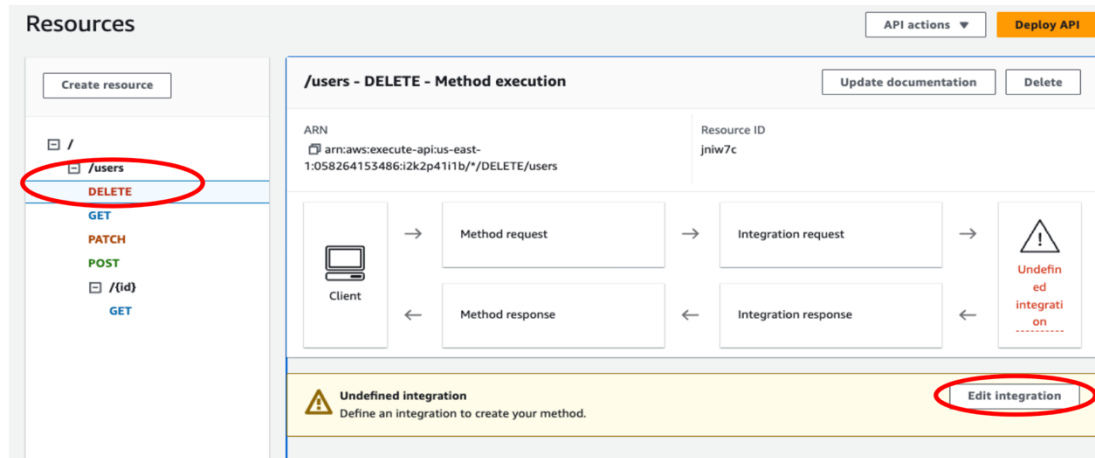 Resources
API actions ▼
Deploy API
Create resource
/
/users
DELETE
GET
PATCH
POST
/{id}
GET
/users - DELETE - Method execution
Update documentation
Delete
ARN
arn:aws:execute-api:us-east-
1:058264153486:i2k2p41i1b/*/DELETE/users
Resource ID
jniw7c
Client
Method request
Integration request
Method response
Integration response
Undefin
ed
integrati
on
Undefined integration
Define an integration to create your method.
Edit integration